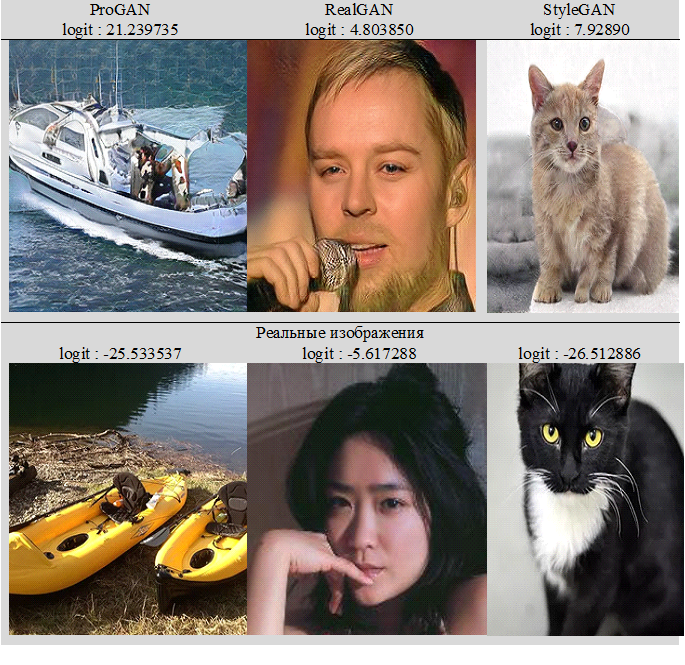 ProGAN RealGAN StyleGAN
logit : 21.239735 logit : 4.803850 logit : 7.92890
Реальные изображения
logit : -25.533537 logit : -5.617288 logit : -26.512886